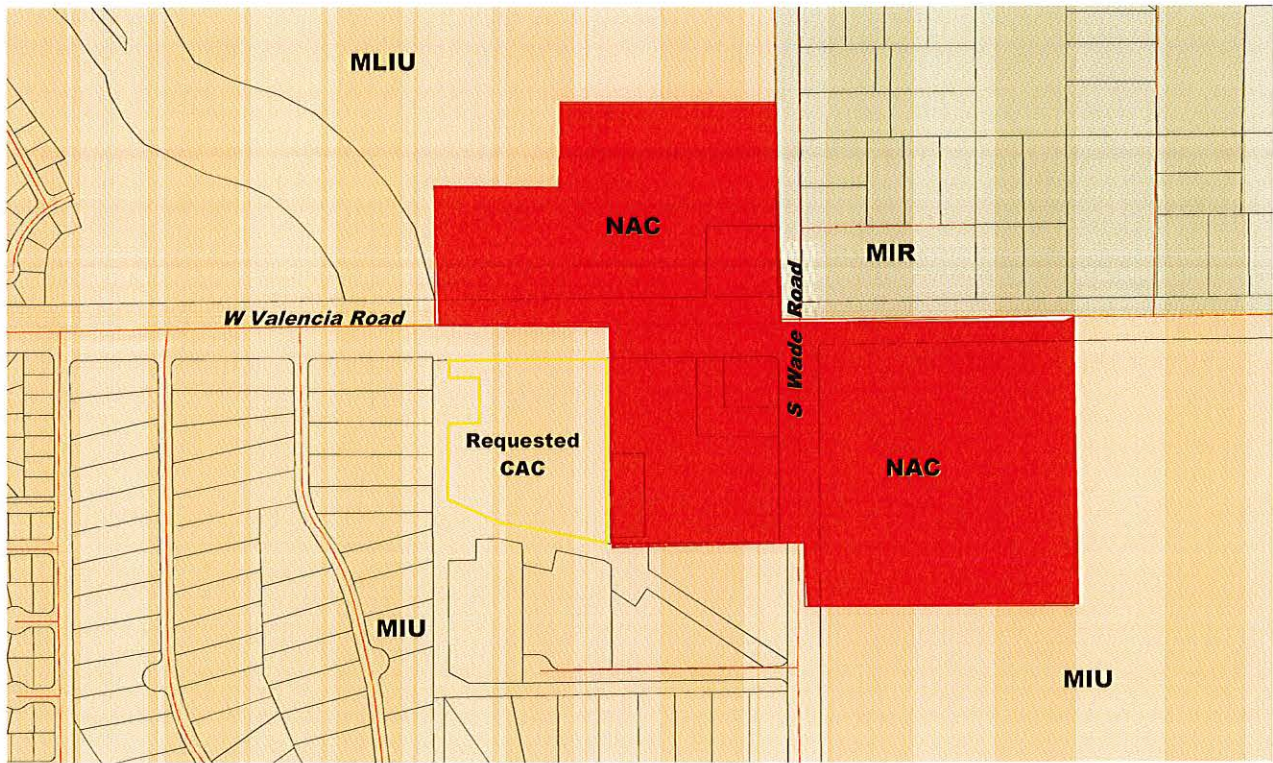 MLIU
NAC
MIR
W Valencia Road
S Wade Road
Requested
CAC
NAC
MIU
MIU